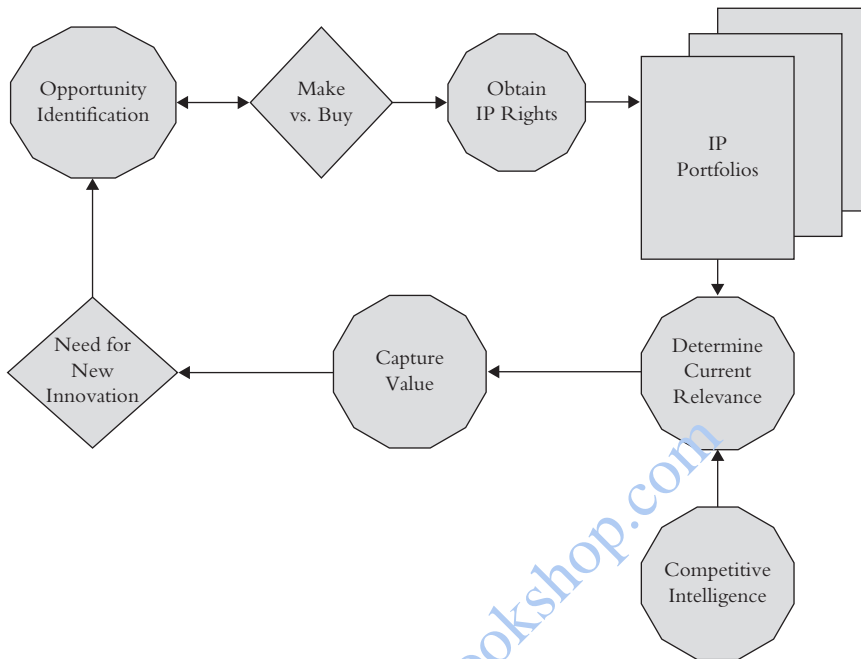 Opportunity
Identification
Make
vs. Buy
Obtain
IP Rights
IP
Portfolios
Need for
New
Innovation
Capture
Value
Determine
Current
Relevance
Competitive
Intelligence
ookshop.com